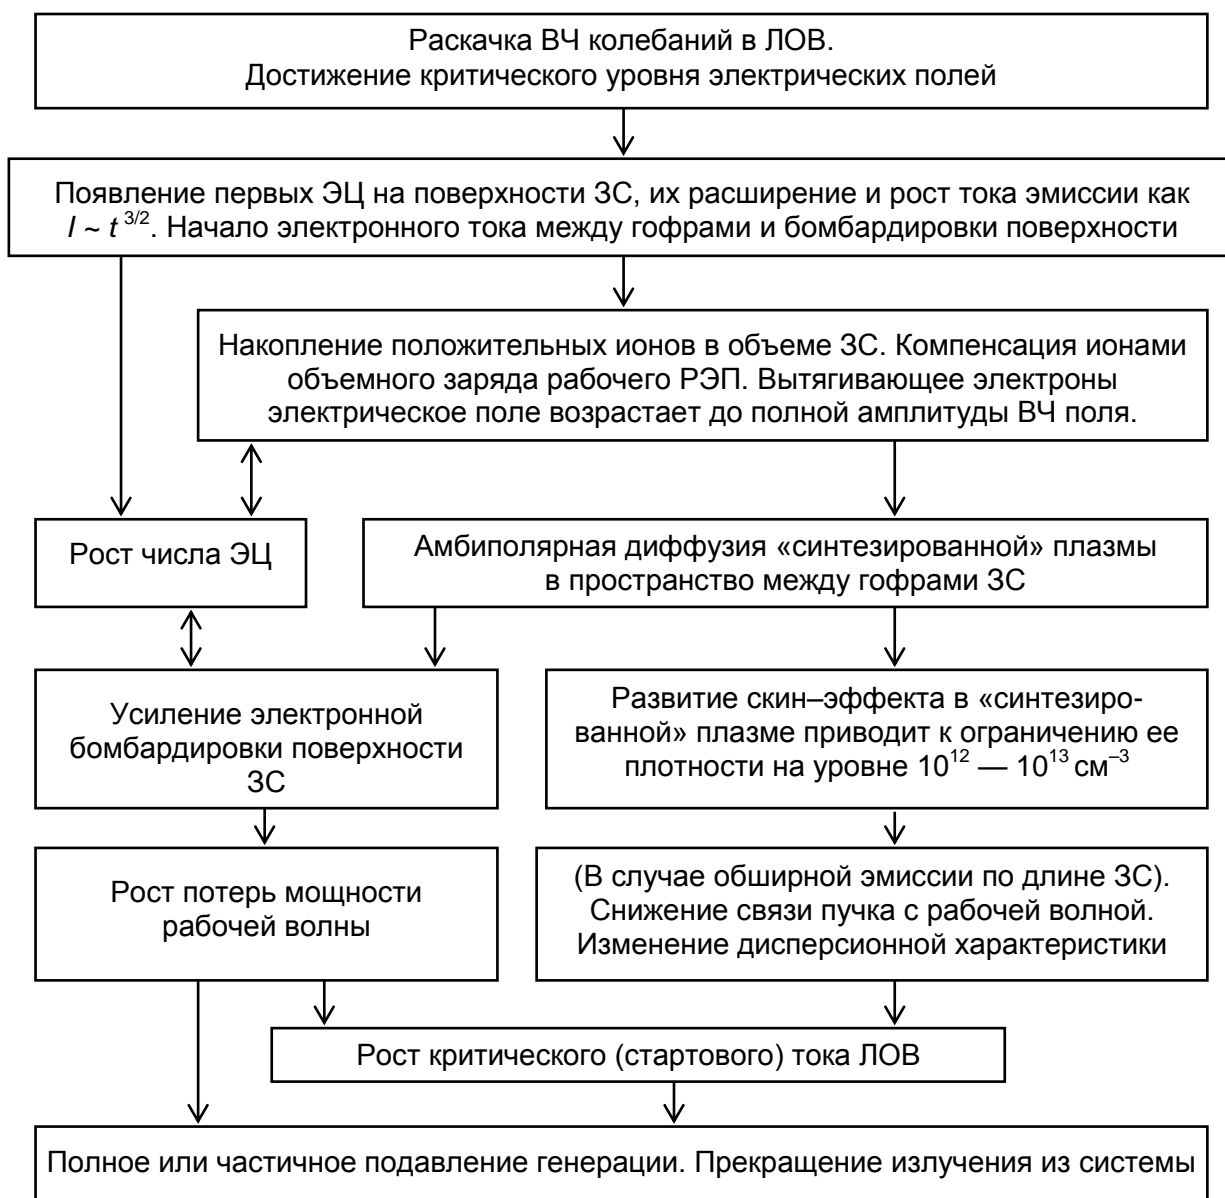 Раскачка ВЧ колебаний в ЛОВ.
Достижение критического уровня электрических полей
Появление первых ЭЦ на поверхности ЗС, их расширение и рост тока эмиссии как
I ~ t 3/2. Начало электронного тока между гофрами и бомбардировки поверхности
Накопление положительных ионов в объеме ЗС. Компенсация ионами
объемного заряда рабочего РЭП. Вытягивающее электроны
электрическое поле возрастает до полной амплитуды ВЧ поля.
Рост числа ЭЦ
Амбиполярная диффузия «синтезированной» плазмы
в пространство между гофрами ЗС
Усиление электронной
бомбардировки поверхности
ЗС
Развитие скин–эффекта в «синтезиро-
ванной» плазме приводит к ограничению ее
плотности на уровне 10¹² — 10¹³ см⁻³
Рост потерь мощности
рабочей волны
(В случае обширной эмиссии по длине ЗС).
Снижение связи пучка с рабочей волной.
Изменение дисперсионной характеристики
Рост критического (стартового) тока ЛОВ
Полное или частичное подавление генерации. Прекращение излучения из системы